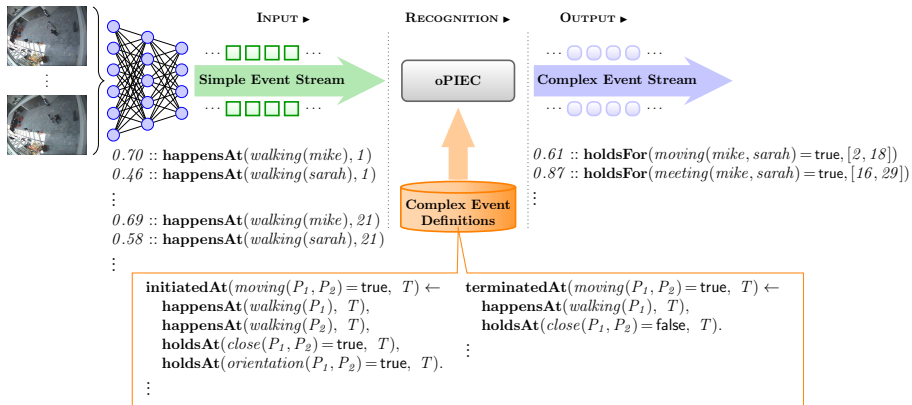 INPUT ▸
RECOGNITION ▸
OUTPUT ▸
Simple Event Stream
oPIEC
Complex Event Stream
0.70 :: happensAt(walking(mike), 1)
0.46 :: happensAt(walking(sarah), 1)
⋮
0.69 :: happensAt(walking(mike), 21)
0.58 :: happensAt(walking(sarah), 21)
⋮
Complex Event
Definitions
0.61 :: holdsFor(moving(mike, sarah) = true, [2, 18])
0.87 :: holdsFor(meeting(mike, sarah) = true, [16, 29])
⋮
initiatedAt(moving(P₁, P₂) = true, T) ←
happensAt(walking(P₁), T),
happensAt(walking(P₂), T),
holdsAt(close(P₁, P₂) = true, T),
holdsAt(orientation(P₁, P₂) = true, T).
⋮
terminatedAt(moving(P₁, P₂) = true, T) ←
happensAt(walking(P₁), T),
holdsAt(close(P₁, P₂) = false, T).
⋮